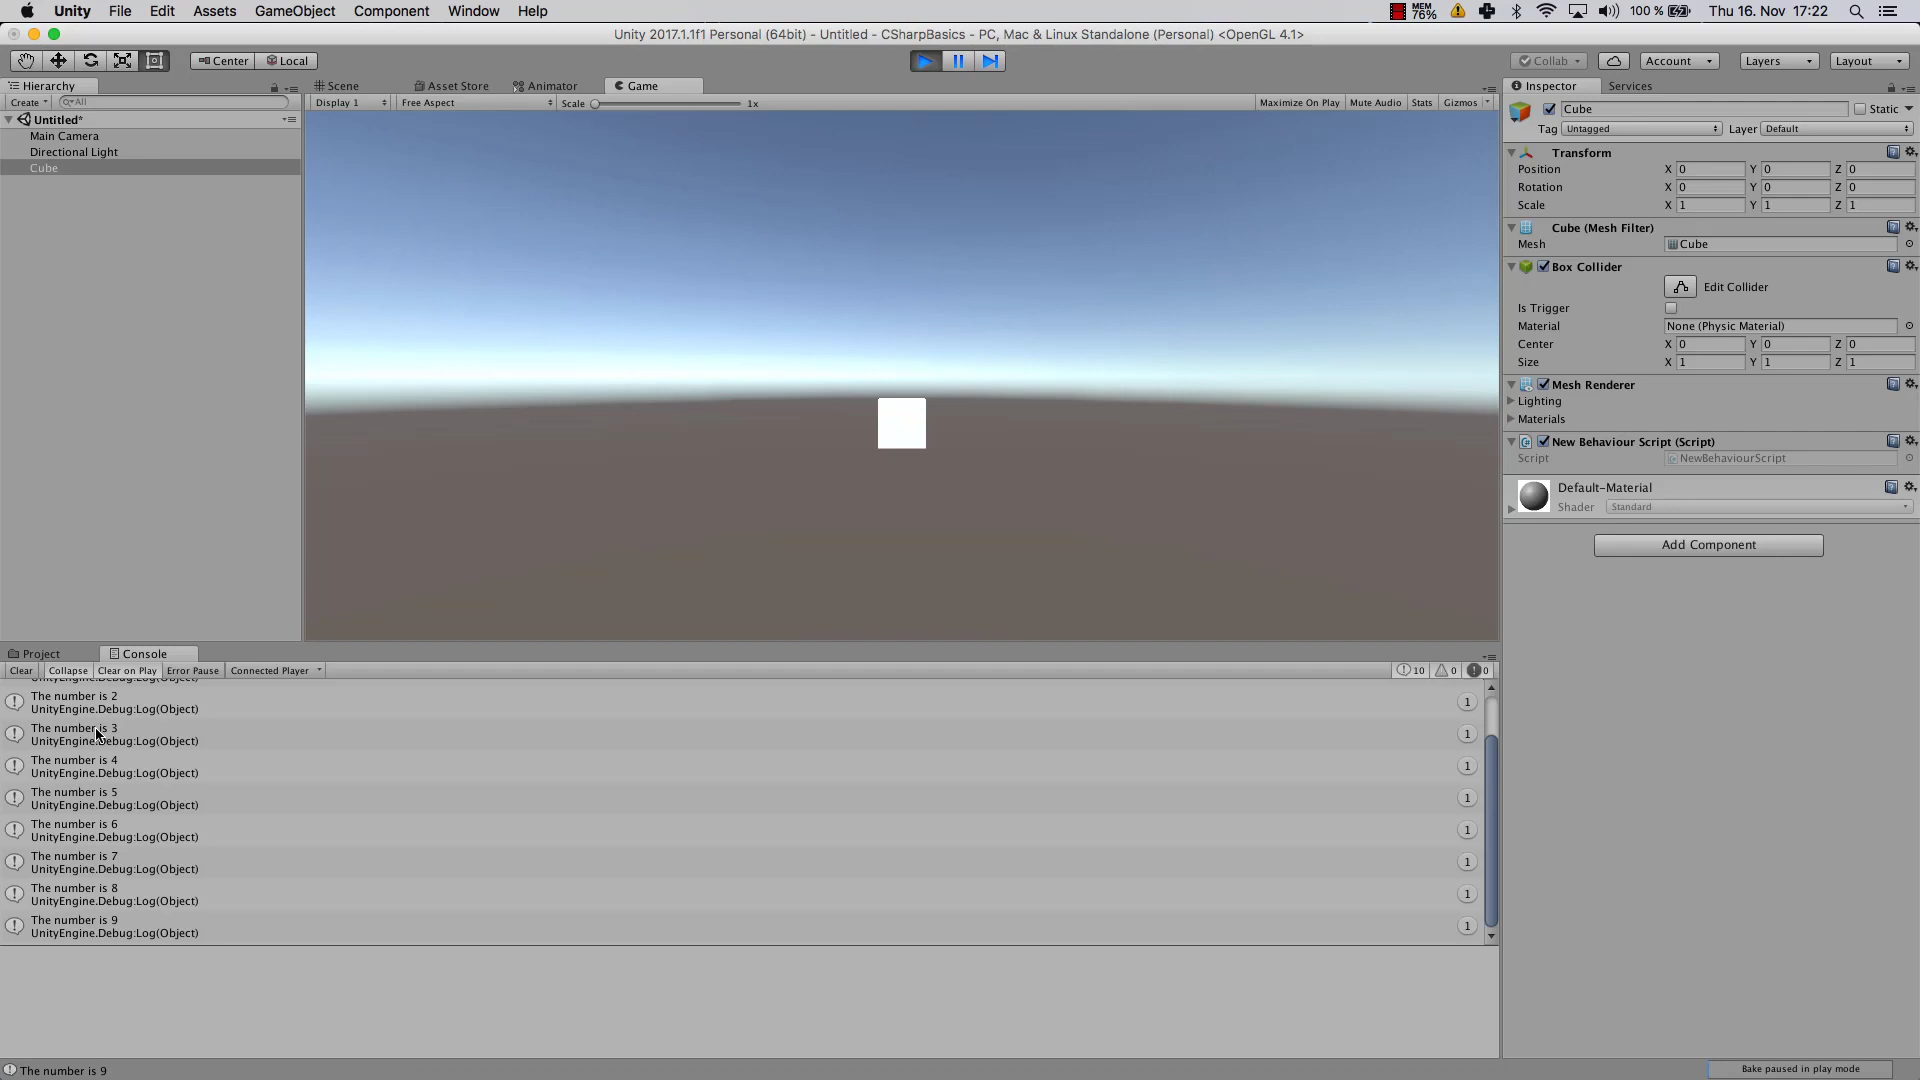 Unity File Edit Assets GameObject Component Window Help MEM 76% 100 % Thu 16. Nov 17:22
Unity 2017.1.1f1 Personal (64bit) - Untitled - CSharpBasics - PC, Mac & Linux Standalone (Personal) <OpenGL 4.1>
Center Local Collab Account Layers Layout
Hierarchy Scene Asset Store Animator Game Inspector Services
Create All Display 1 Free Aspect Scale 1x Maximize On Play Mute Audio Stats Gizmos
Cube Static
Untitled*
Tag Untagged Layer Default
Main Camera
Directional Light
Transform
Cube
Position X 0 Y 0 Z 0
Rotation X 0 Y 0 Z 0
Scale X 1 Y 1 Z 1
Cube (Mesh Filter)
Mesh Cube
Box Collider
Edit Collider
Is Trigger
Material None (Physic Material)
Center X 0 Y 0 Z 0
Size X 1 Y 1 Z 1
Mesh Renderer
Lighting
Materials
New Behaviour Script (Script)
Script NewBehaviourScript
Default-Material
Shader Standard
Add Component
Project Console
Clear Collapse Clear on Play Error Pause Connected Player 10 0 0
UnityEngine.Debug:Log(Object)
The number is 2
UnityEngine.Debug:Log(Object) 1
The number is 3
UnityEngine.Debug:Log(Object) 1
The number is 4
UnityEngine.Debug:Log(Object) 1
The number is 5
UnityEngine.Debug:Log(Object) 1
The number is 6
UnityEngine.Debug:Log(Object) 1
The number is 7
UnityEngine.Debug:Log(Object) 1
The number is 8
UnityEngine.Debug:Log(Object) 1
The number is 9
UnityEngine.Debug:Log(Object) 1
The number is 9 Bake paused in play mode